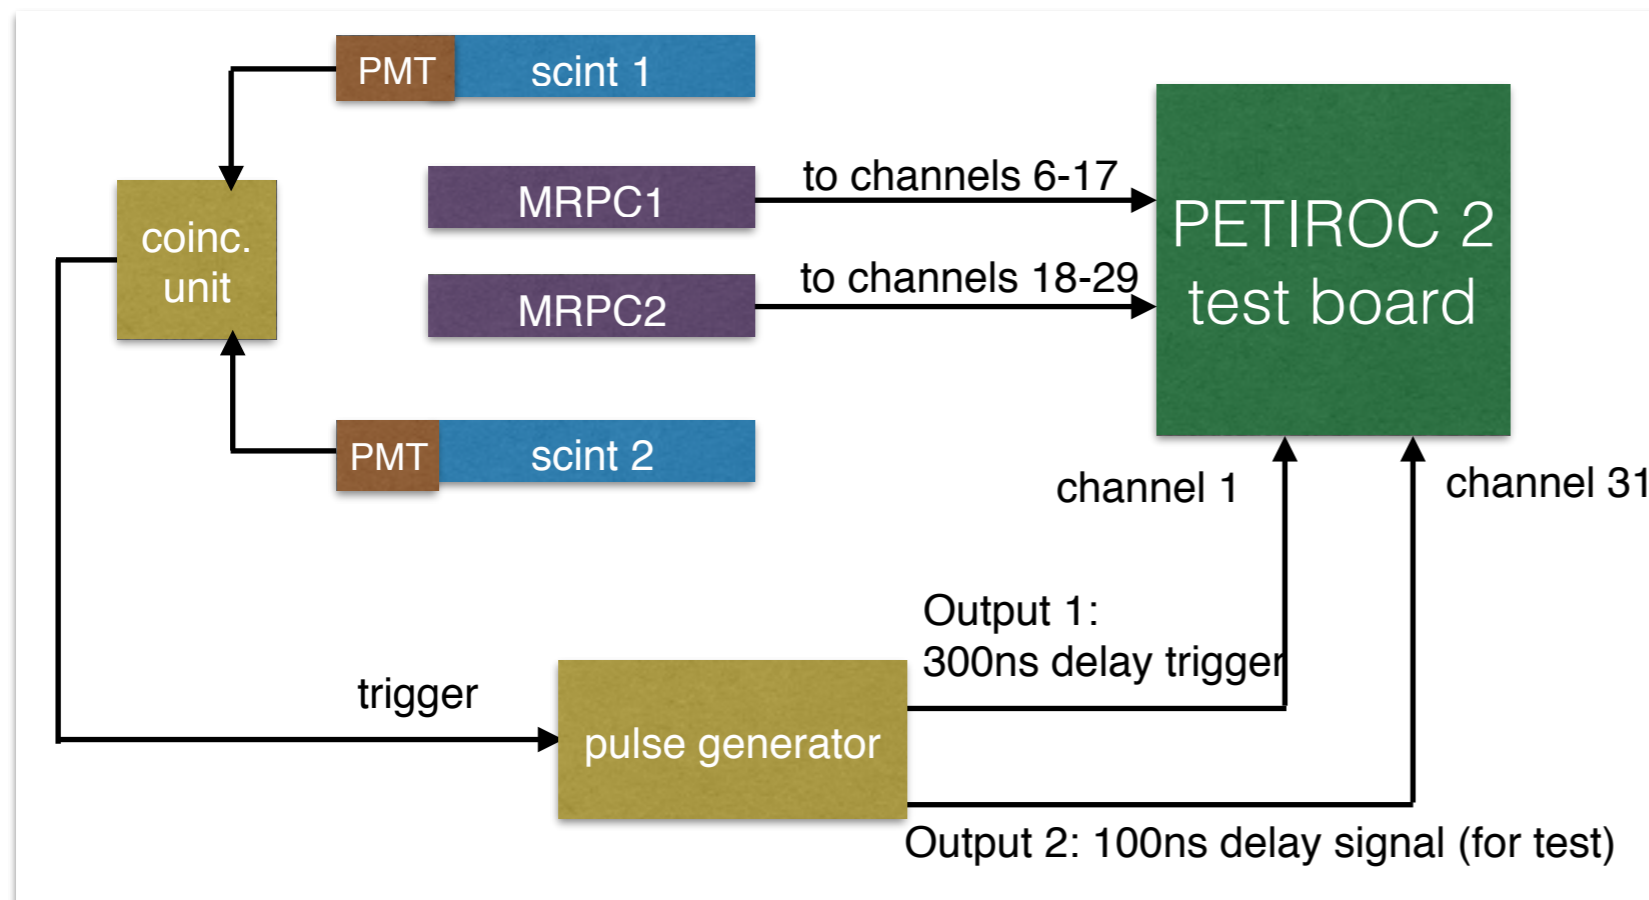 PMT
scint 1
to channels 6-17
MRPC1
PETIROC 2
test board
coinc.
unit
to channels 18-29
MRPC2
PMT
scint 2
channel 1
channel 31
Output 1:
300ns delay trigger
trigger
pulse generator
Output 2: 100ns delay signal (for test)